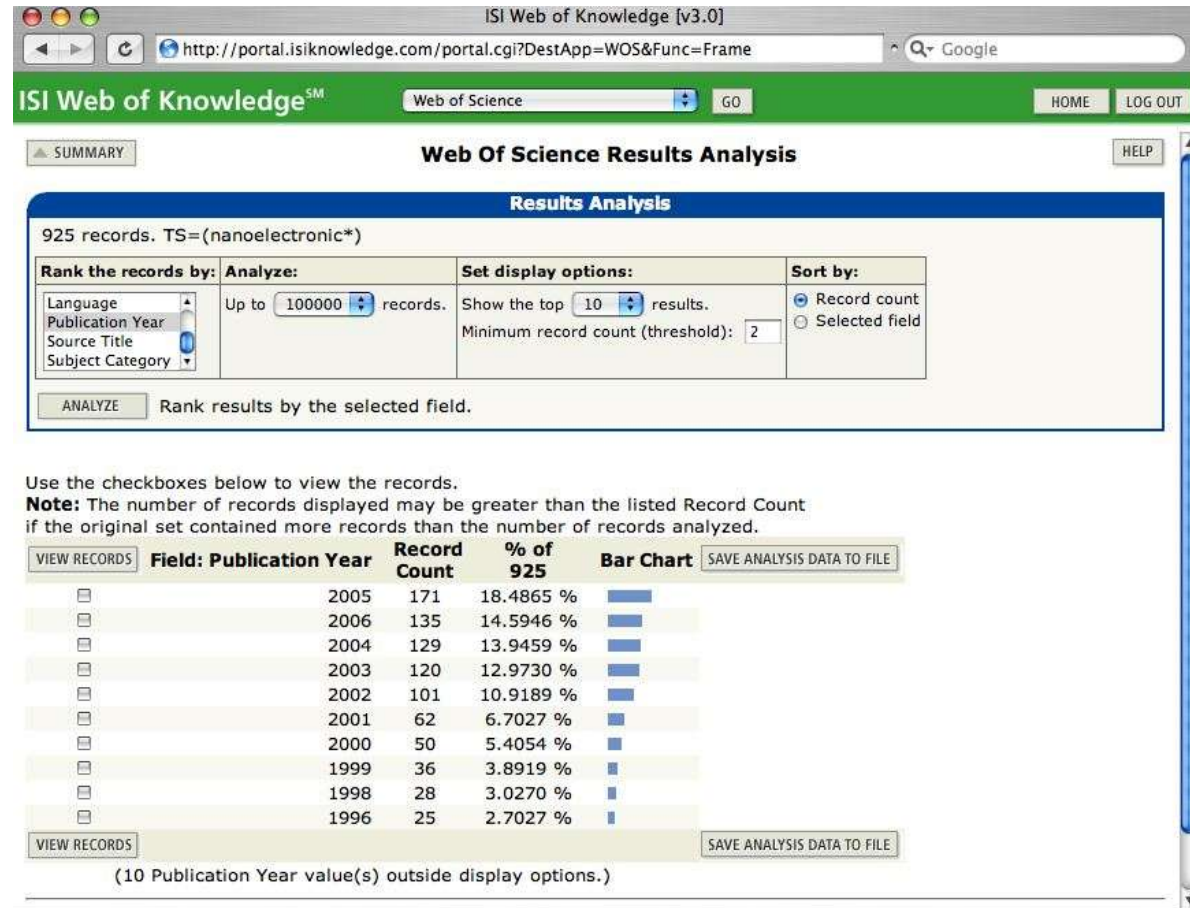 ISI Web of Knowledge [v3.0]
http://portal.isiknowledge.com/portal.cgi?DestApp=WOS&Func=Frame
Google
ISI Web of Knowledge℠ Web of Science GO HOME LOG OUT
SUMMARY Web Of Science Results Analysis HELP
Results Analysis
925 records. TS=(nanoelectronic*)
Rank the records by: Analyze: Set display options: Sort by:
Language Up to 100000 records. Show the top 10 results. Record count
Publication Year
Source Title Minimum record count (threshold): 2 Selected field
Subject Category
ANALYZE Rank results by the selected field.
Use the checkboxes below to view the records.
Note: The number of records displayed may be greater than the listed Record Count
if the original set contained more records than the number of records analyzed.
VIEW RECORDS Field: Publication Year Record Count % of 925 Bar Chart SAVE ANALYSIS DATA TO FILE
2005 171 18.4865 %
2006 135 14.5946 %
2004 129 13.9459 %
2003 120 12.9730 %
2002 101 10.9189 %
2001 62 6.7027 %
2000 50 5.4054 %
1999 36 3.8919 %
1998 28 3.0270 %
1996 25 2.7027 %
VIEW RECORDS SAVE ANALYSIS DATA TO FILE
(10 Publication Year value(s) outside display options.)